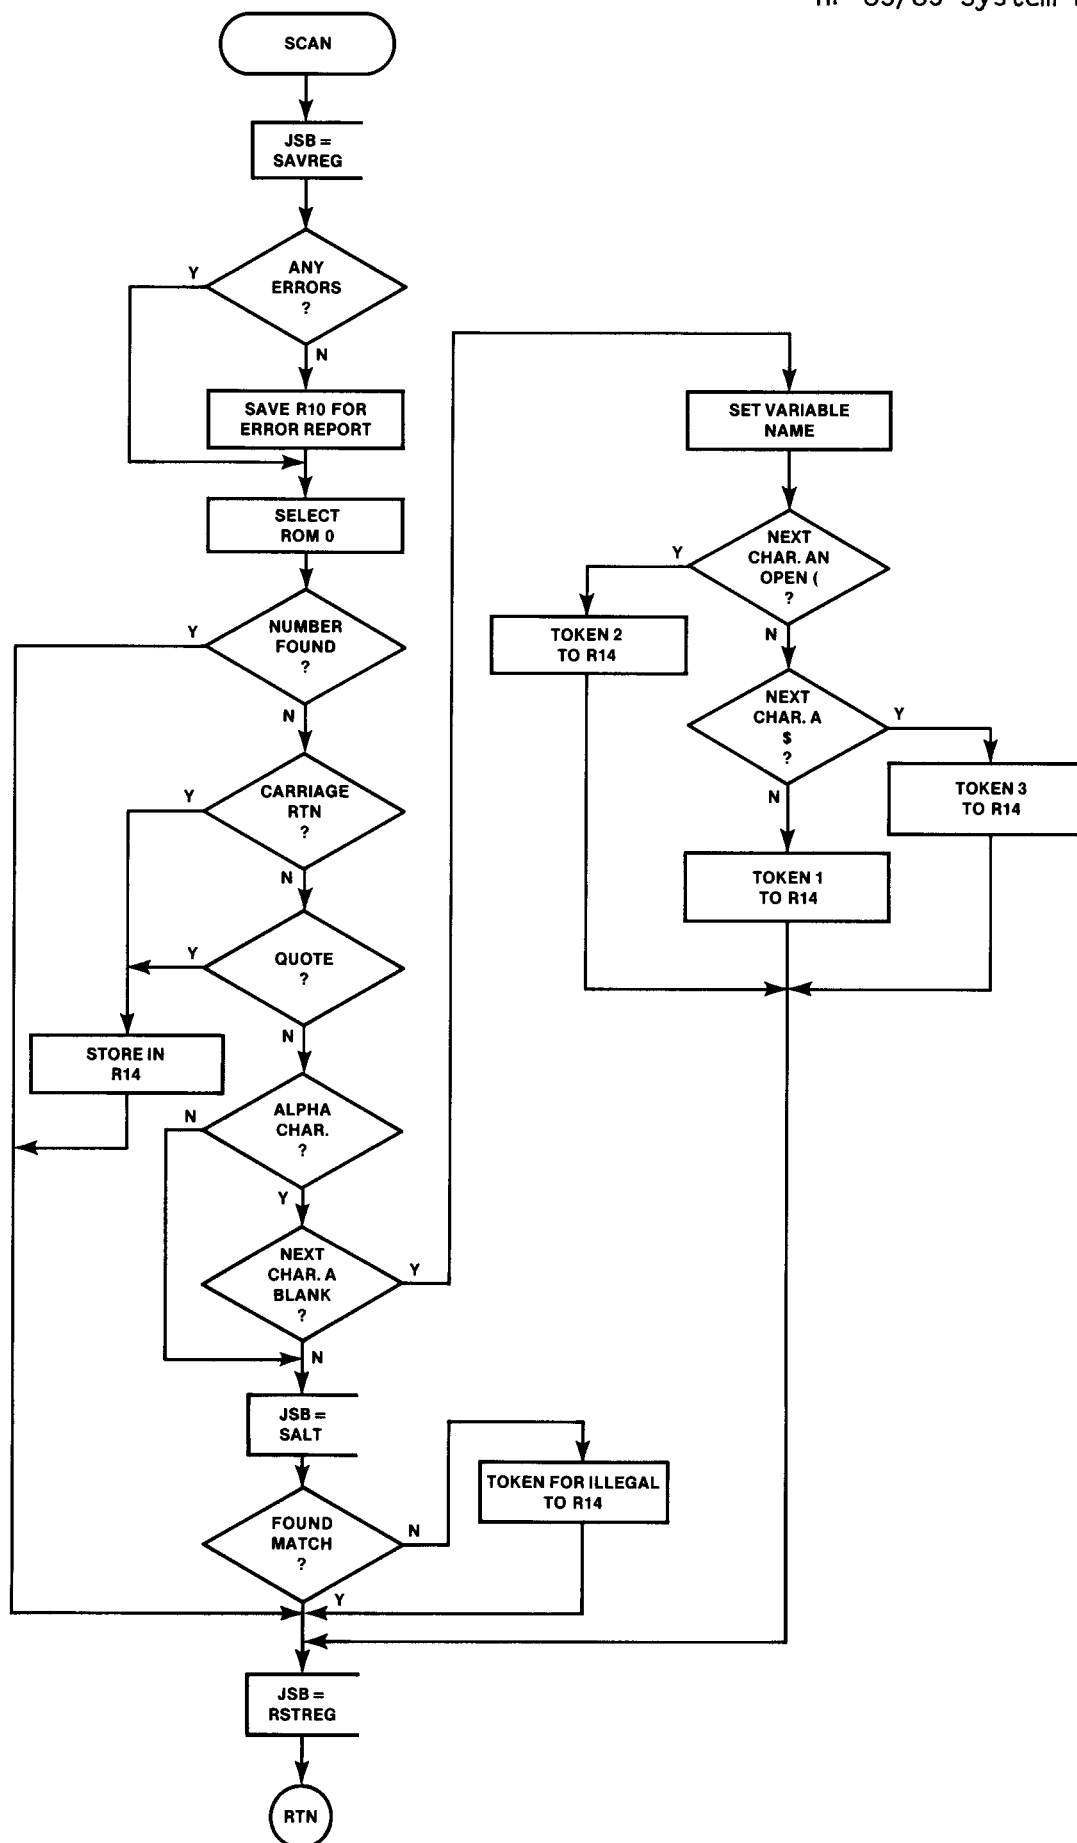 SCAN
JSB =
SAVREG
ANY
ERRORS
?
Y
N
SAVE R10 FOR
ERROR REPORT
SELECT
ROM 0
NUMBER
FOUND
?
Y
N
CARRIAGE
RTN
?
Y
N
QUOTE
?
Y
N
STORE IN
R14
ALPHA
CHAR.
?
N
Y
NEXT
CHAR. A
BLANK
?
Y
N
JSB =
SALT
FOUND
MATCH
?
N
Y
TOKEN FOR ILLEGAL
TO R14
JSB =
RSTREG
RTN
SET VARIABLE
NAME
NEXT
CHAR. AN
OPEN (
?
Y
N
TOKEN 2
TO R14
NEXT
CHAR. A
$
?
Y
N
TOKEN 3
TO R14
TOKEN 1
TO R14